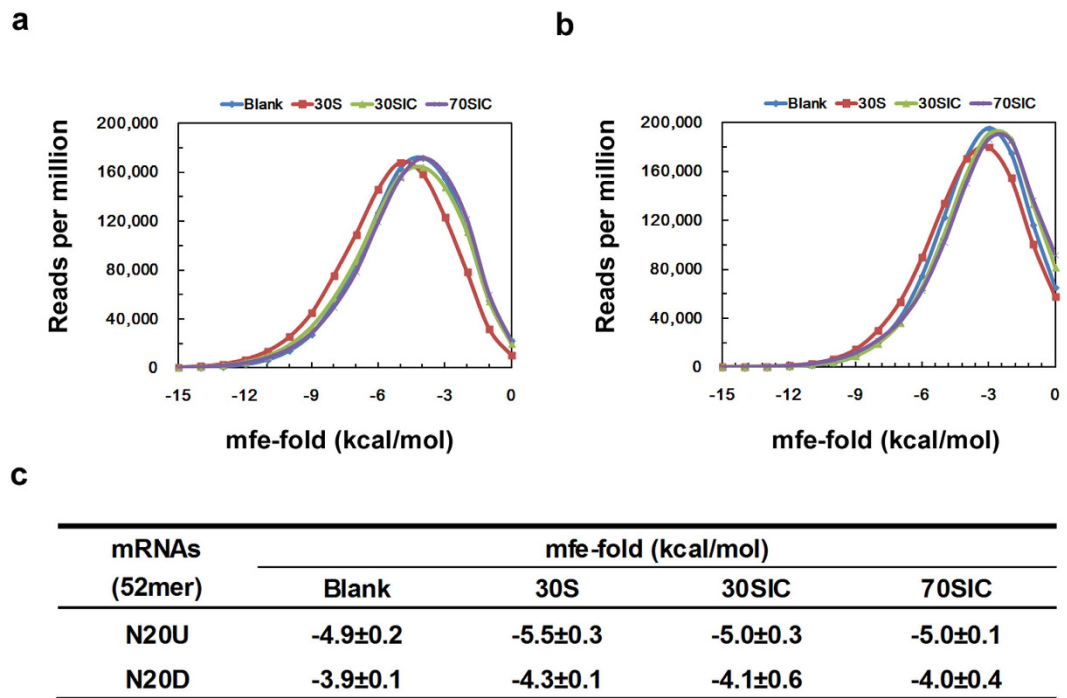 a
b
Blank 30S 30SIC 70SIC
Blank 30S 30SIC 70SIC
Reads per million
200,000
160,000
120,000
80,000
40,000
0
-15 -12 -9 -6 -3 0
mfe-fold (kcal/mol)
Reads per million
200,000
160,000
120,000
80,000
40,000
0
-15 -12 -9 -6 -3 0
mfe-fold (kcal/mol)
c
mRNAs (52mer) mfe-fold (kcal/mol)
Blank 30S 30SIC 70SIC
N20U -4.9±0.2 -5.5±0.3 -5.0±0.3 -5.0±0.1
N20D -3.9±0.1 -4.3±0.1 -4.1±0.6 -4.0±0.4